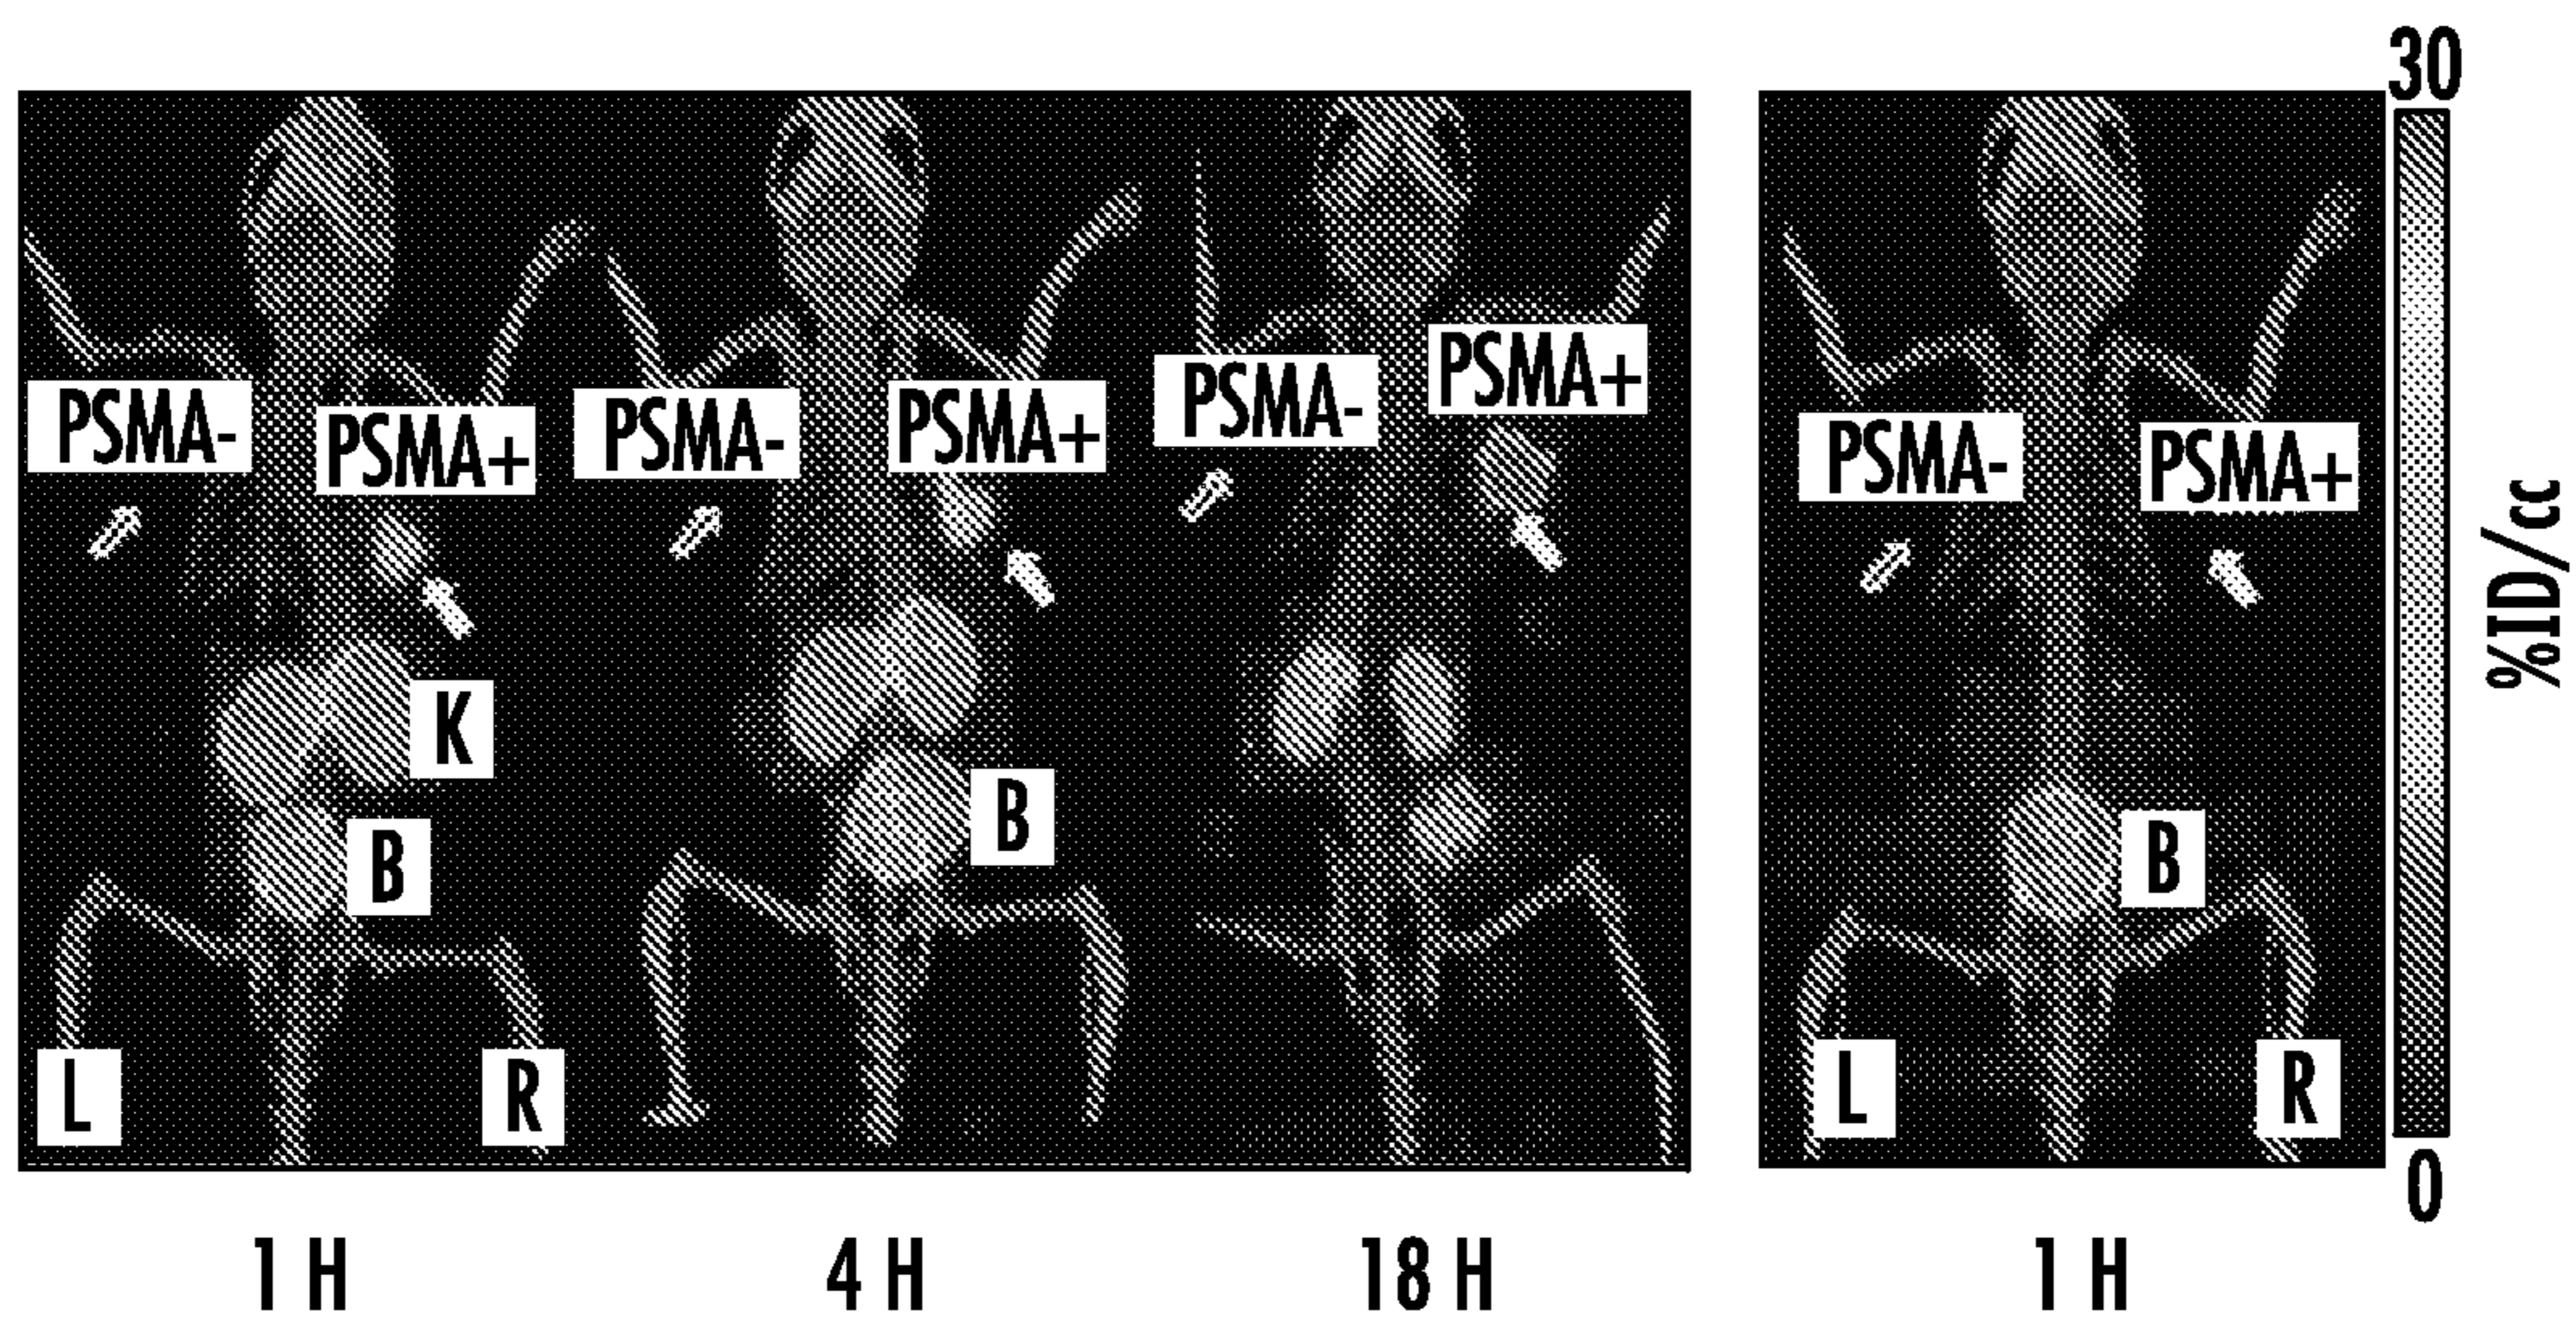 30
PSMA-
PSMA+
PSMA-
PSMA+
PSMA-
PSMA+
PSMA-
PSMA+
%ID/cc
K
B
B
B
L
R
L
R
0
1 H
4 H
18 H
1 H